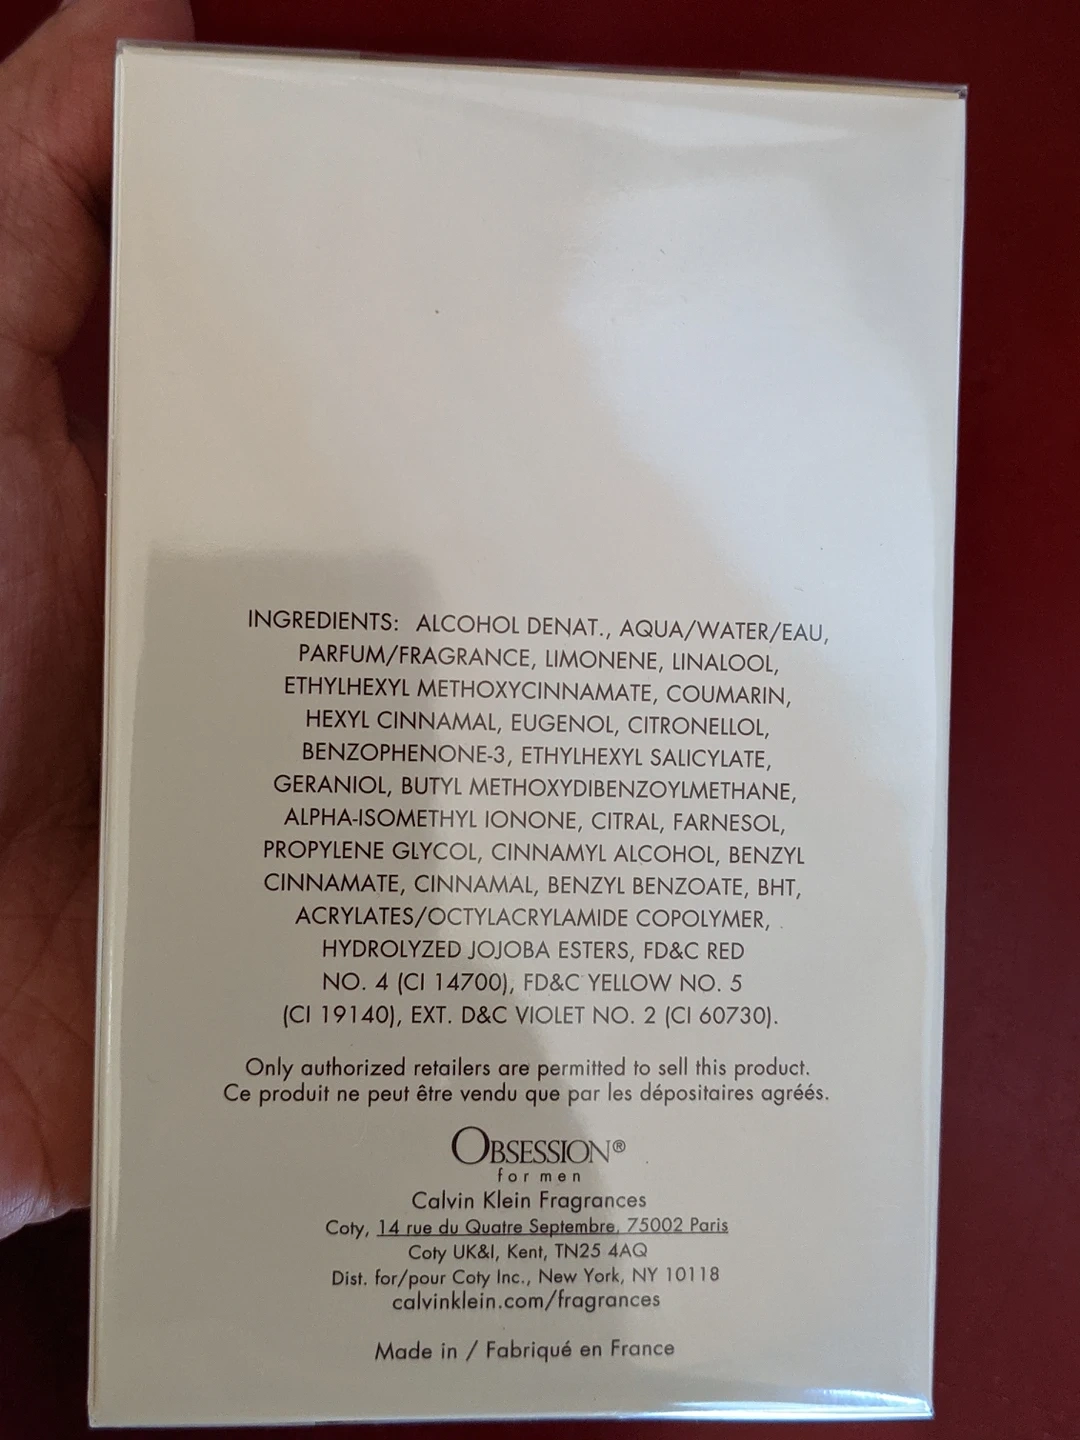 INGREDIENTS: ALCOHOL DENAT., AQUA/WATER/EAU,
PARFUM/FRAGRANCE, LIMONENE, LINALOOL,
ETHYLHEXYL METHOXYCINNAMATE, COUMARIN,
HEXYL CINNAMAL, EUGENOL, CITRONELLOL,
BENZOPHENONE-3, ETHYLHEXYL SALICYLATE,
GERANIOL, BUTYL METHOXYDIBENZOYLMETHANE,
ALPHA-ISOMETHYL IONONE, CITRAL, FARNESOL,
PROPYLENE GLYCOL, CINNAMYL ALCOHOL, BENZYL
CINNAMATE, CINNAMAL, BENZYL BENZOATE, BHT,
ACRYLATES/OCTYLACRYLAMIDE COPOLYMER,
HYDROLYZED JOJOBA ESTERS, FD&C RED
NO. 4 (CI 14700), FD&C YELLOW NO. 5
(CI 19140), EXT. D&C VIOLET NO. 2 (CI 60730).
Only authorized retailers are permitted to sell this product.
Ce produit ne peut être vendu que par les dépositaires agréés.
OBSESSION®
for men
Calvin Klein Fragrances
Coty, 14 rue du Quatre Septembre, 75002 Paris
Coty UK&I, Kent, TN25 4AQ
Dist. for/pour Coty Inc., New York, NY 10118
calvinklein.com/fragrances
Made in / Fabriqué en France